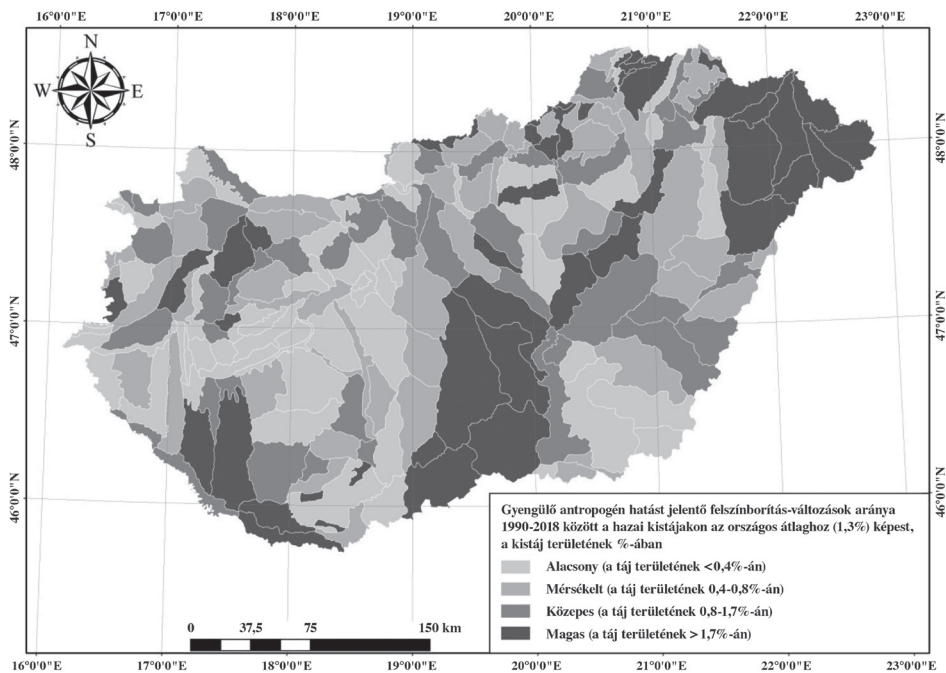 16°0'0"E 17°0'0"E 18°0'0"E 19°0'0"E 20°0'0"E 21°0'0"E 22°0'0"E 23°0'0"E
N
W E
S
48°0'0"N 48°0'0"N
47°0'0"N 47°0'0"N
46°0'0"N 46°0'0"N
Gyengülő antropogén hatást jelentő felszínborítás-változások aránya
1990-2018 között a hazai kistájakon az országos átlaghoz (1,3%) képest,
a kistáj területének %-ában
Alacsony (a táj területének <0,4%-án)
Mérsékelt (a táj területének 0,4-0,8%-án)
Közepes (a táj területének 0,8-1,7%-án)
Magas (a táj területének >1,7%-án)
0 37,5 75 150 km
16°0'0"E 17°0'0"E 18°0'0"E 19°0'0"E 20°0'0"E 21°0'0"E 22°0'0"E 23°0'0"E